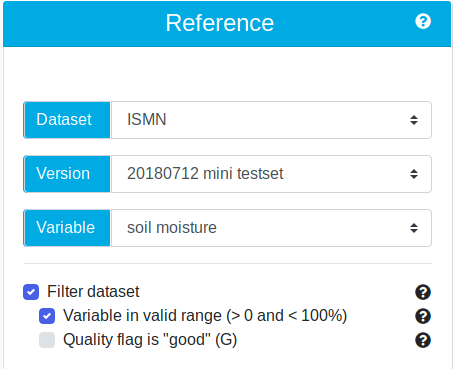 Reference
Dataset ISMN
Version 20180712 mini testset
Variable soil moisture
Filter dataset
Variable in valid range (> 0 and < 100%)
Quality flag is "good" (G)